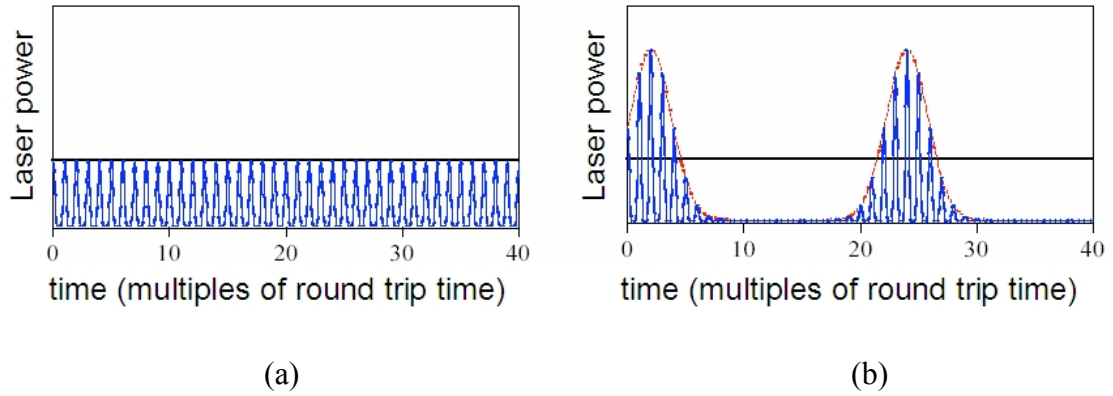 Laser power
0 10 20 30 40
time (multiples of round trip time)
(a)
Laser power
0 10 20 30 40
time (multiples of round trip time)
(b)